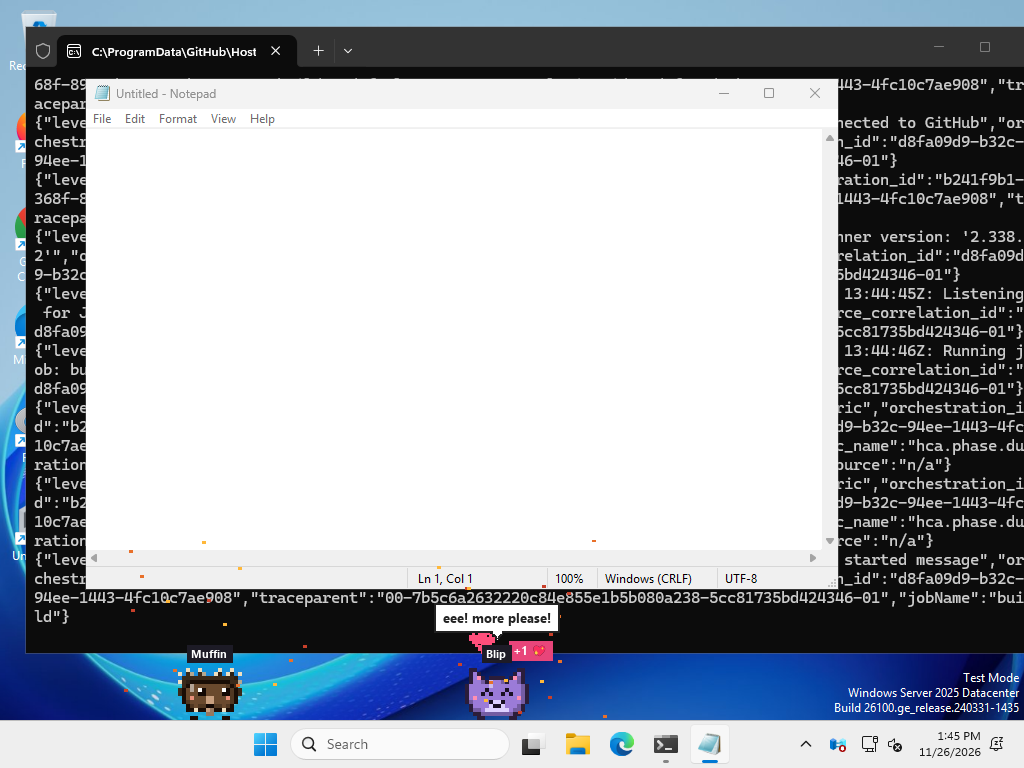 C:\ProgramData\GitHub\Host
68f-89
1443-4fc10c7ae908","tr
acepar
{"leve
nected to GitHub","or
chestr
n_id":"d8fa09d9-b32c-
94ee-1
46-01"}
{"leve
ration_id":"b241f9b1-
368f-8
1443-4fc10c7ae908","t
racepa
{"leve
nner version: '2.338.
2'","o
relation_id":"d8fa09d
9-b32c
5bd424346-01"}
{"leve
13:44:45Z: Listening
for J
rce_correlation_id":"
d8fa09
5cc81735bd424346-01"}
{"leve
13:44:46Z: Running j
ob: bu
rce_correlation_id":"
d8fa09
5cc81735bd424346-01"}
{"leve
ric","orchestration_i
d":"b2
d9-b32c-94ee-1443-4fc
10c7ae
c_name":"hca.phase.du
ration
ource":"n/a"}
{"leve
ric","orchestration_i
d":"b2
d9-b32c-94ee-1443-4fc
10c7ae
c_name":"hca.phase.du
ration
rce":"n/a"}
{"leve
started message","or
chestr
n_id":"d8fa09d9-b32c-
94ee-1443-4fc10c7ae908","traceparent":"00-7b5c6a2632220c84e855e1b5b080a238-5cc81735bd424346-01","jobName":"bui
ld"}
Untitled - Notepad
File Edit Format View Help
Ln 1, Col 1 100% Windows (CRLF) UTF-8
eee! more please!
Muffin
Blip
+1
Test Mode
Windows Server 2025 Datacenter
Build 26100.ge_release.240331-1435
Search
1:45 PM
11/26/2026